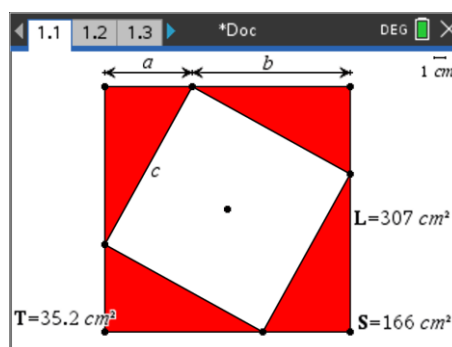 1.1 1.2 1.3 *Doc DEG
a b
1 cm
c
L=307 cm²
T=35.2 cm²
S=166 cm²